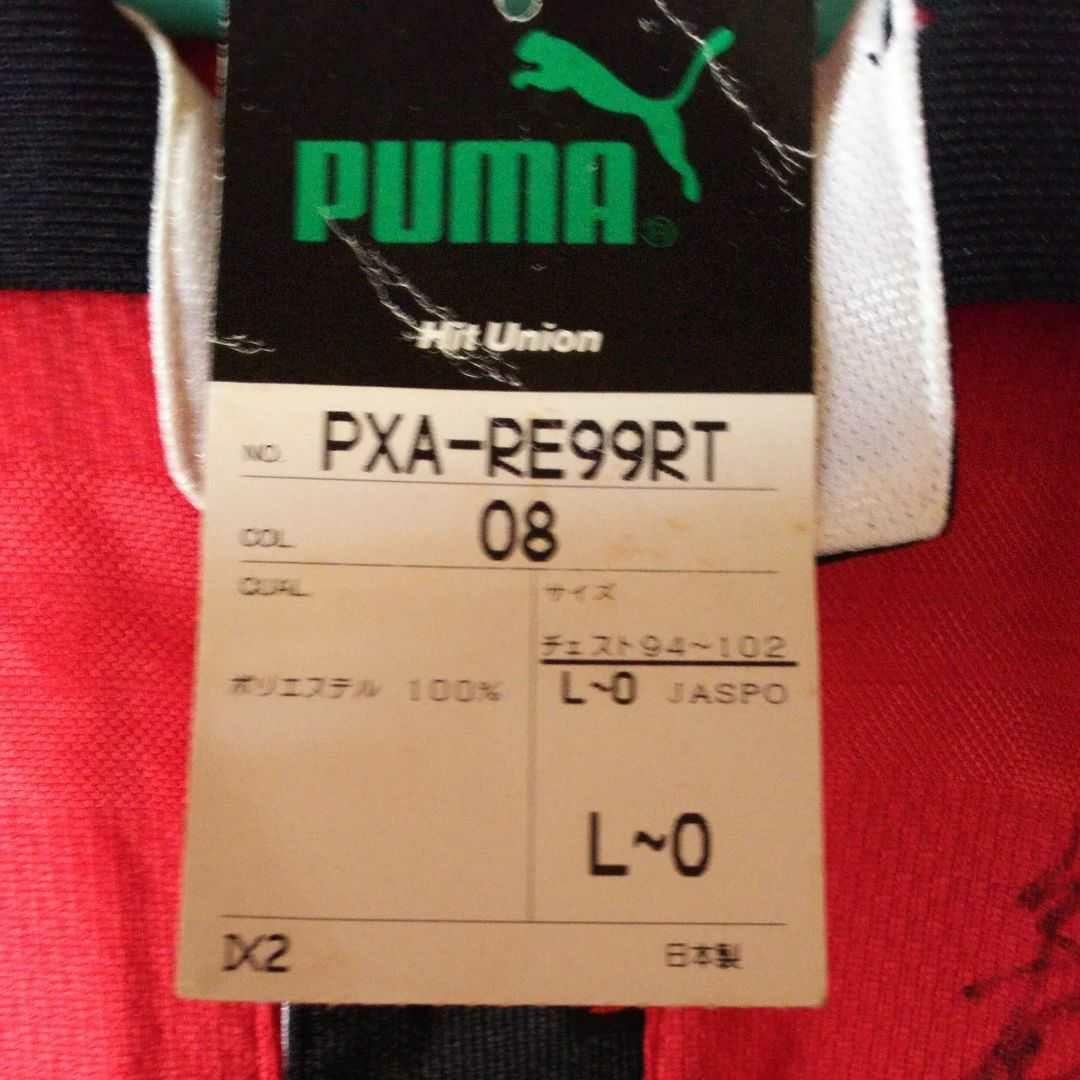 PUMA®
Hit Union
NO. PXA-RE99RT
COL. 08
QUAL
サイズ
チェスト94~102
ポリエステル 100%
L~O JASPO
L~O
日本製